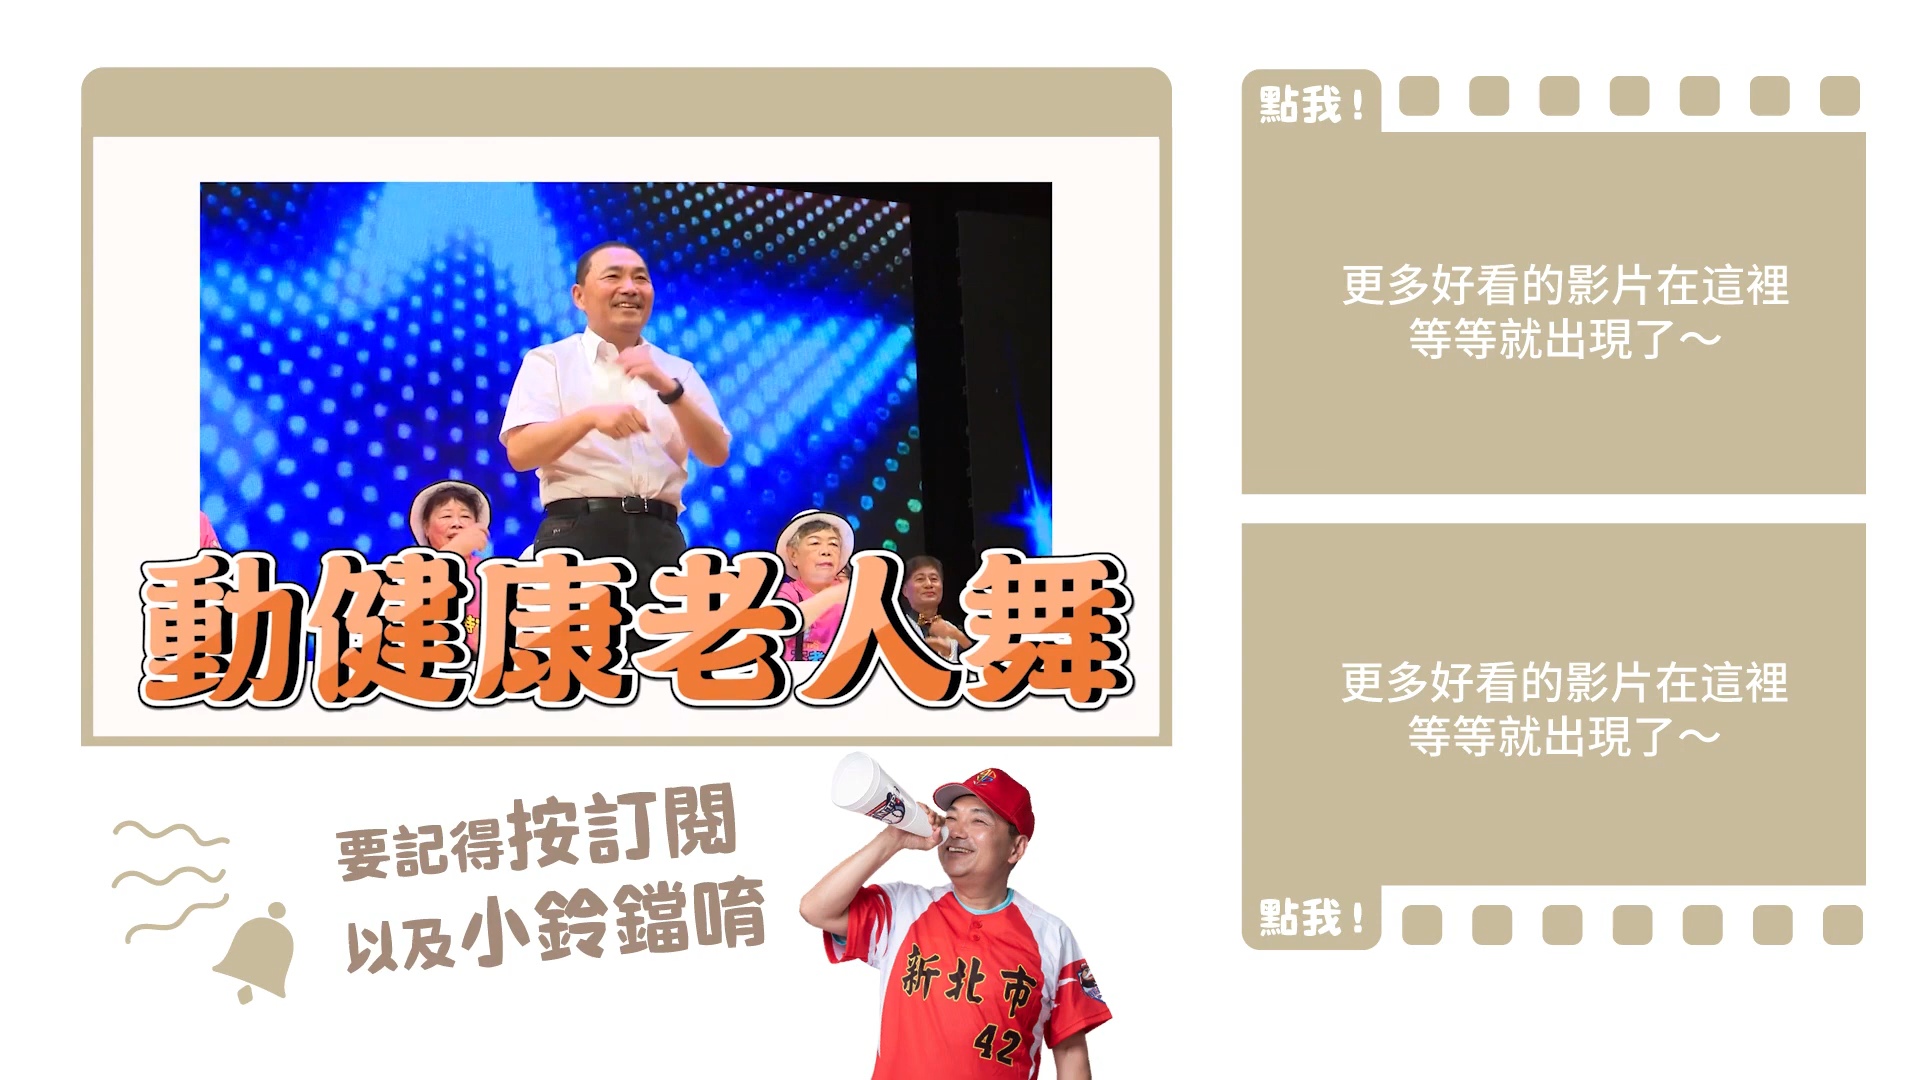 動健康老人舞
要記得按訂閱
以及小鈴鐺唷
新北市
42
點我!
更多好看的影片在這裡
等等就出現了～
更多好看的影片在這裡
等等就出現了～
點我!